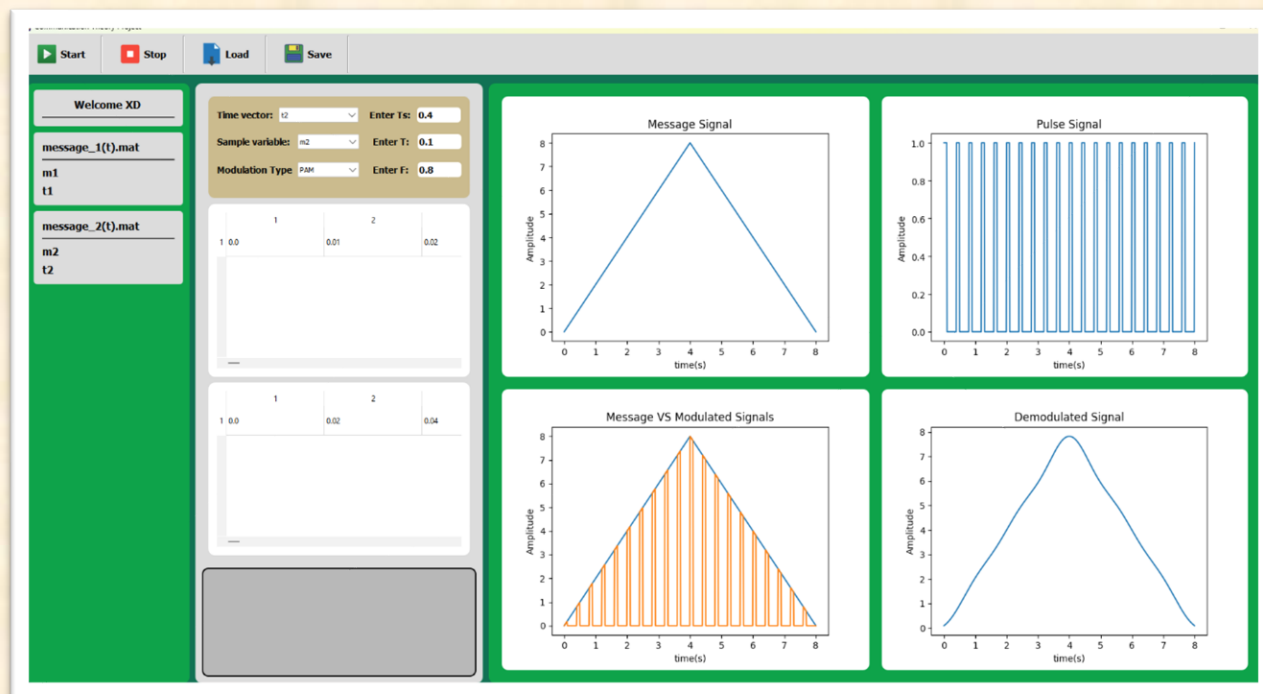 Start Stop Load Save
Welcome XD
message_1(t).mat
m1
t1
message_2(t).mat
m2
t2
Time vector: t2 Enter Ts: 0.4
Sample variable: m2 Enter T: 0.1
Modulation Type PAM Enter F: 0.8
1 2
1 0.0 0.01 0.02
1 2
1 0.0 0.02 0.04
Message Signal
Amplitude
8
7
6
5
4
3
2
1
0
0 1 2 3 4 5 6 7 8
time(s)
Pulse Signal
Amplitude
1.0
0.8
0.6
0.4
0.2
0.0
0 1 2 3 4 5 6 7 8
time(s)
Message VS Modulated Signals
Amplitude
8
7
6
5
4
3
2
1
0
0 1 2 3 4 5 6 7 8
time(s)
Demodulated Signal
Amplitude
8
7
6
5
4
3
2
1
0
0 1 2 3 4 5 6 7 8
time(s)